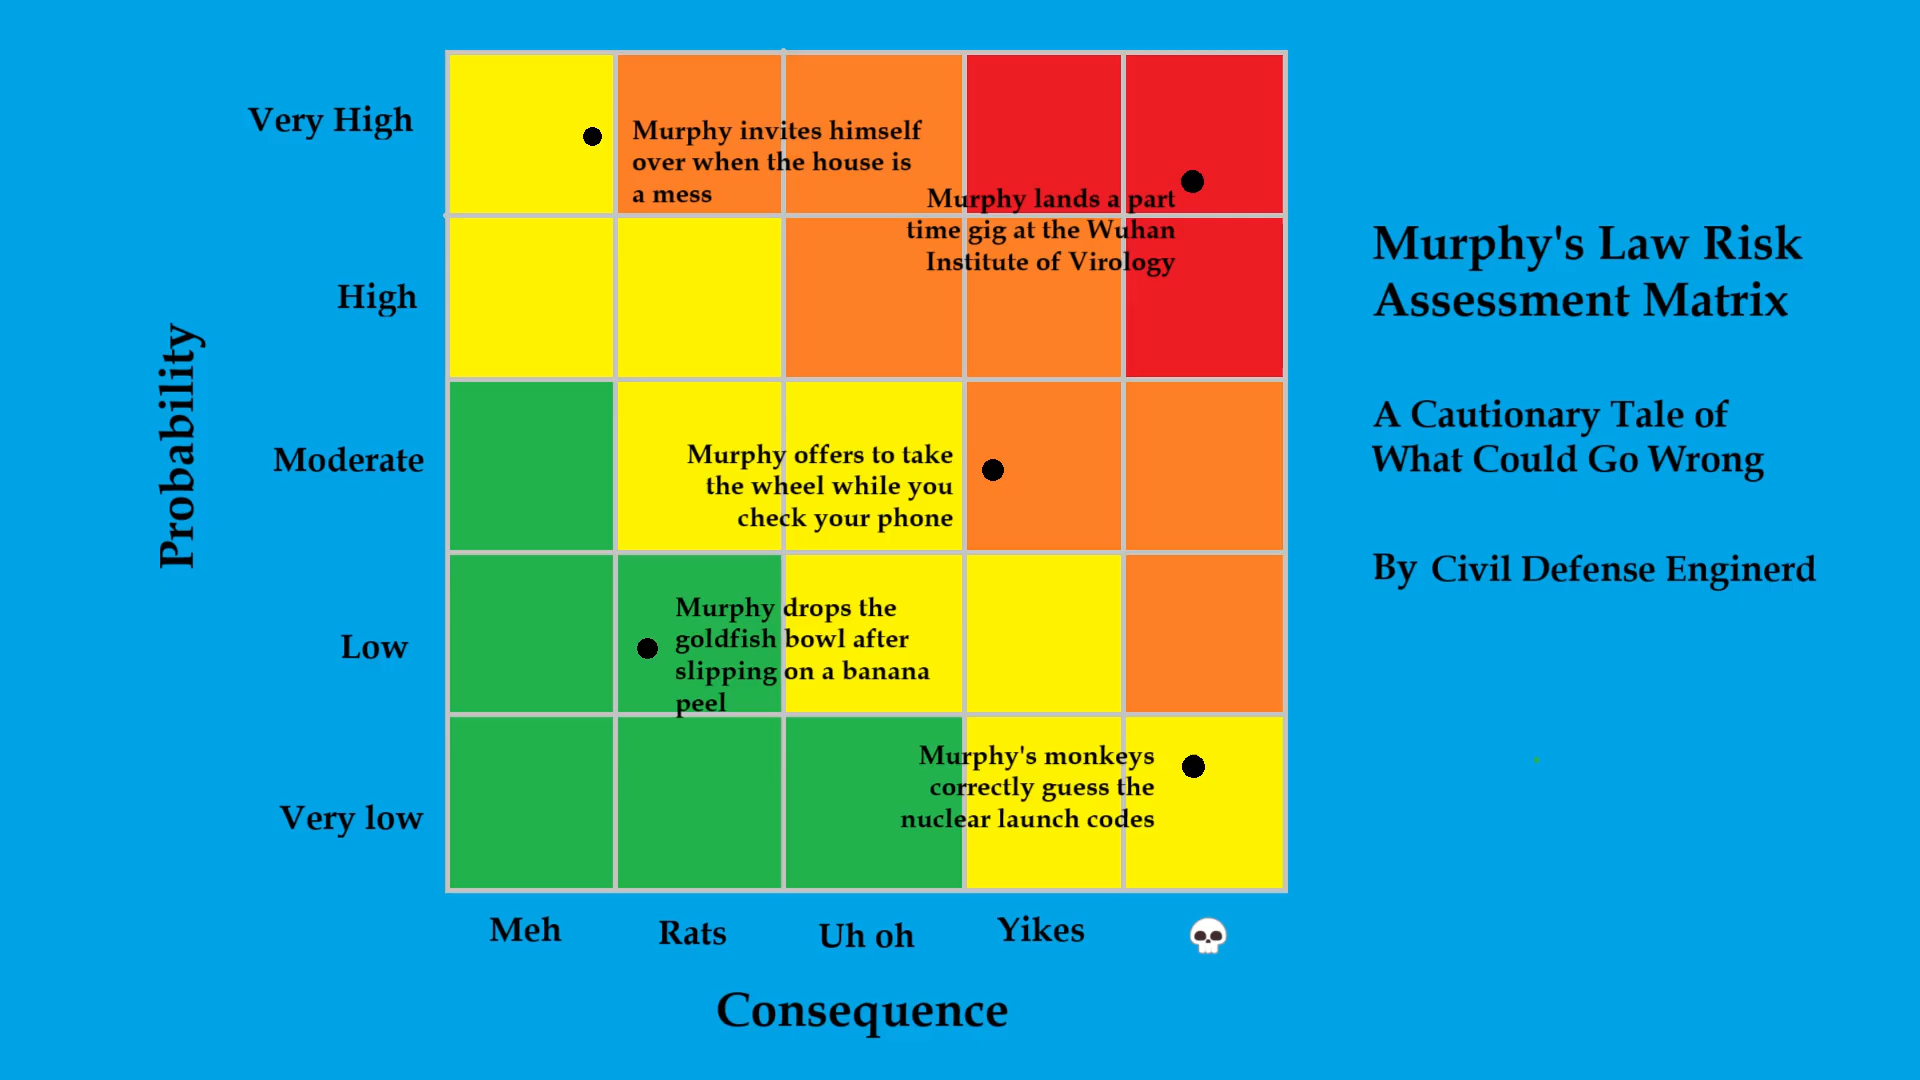 Very High
High
Moderate
Low
Very low
Probability
Murphy invites himself
over when the house is
a mess
Murphy lands a part
time gig at the Wuhan
Institute of Virology
Murphy offers to take
the wheel while you
check your phone
Murphy drops the
goldfish bowl after
slipping on a banana
peel
Murphy's monkeys
correctly guess the
nuclear launch codes
Meh
Rats
Uh oh
Yikes
💀
Consequence
Murphy's Law Risk
Assessment Matrix
A Cautionary Tale of
What Could Go Wrong
By Civil Defense Enginerd